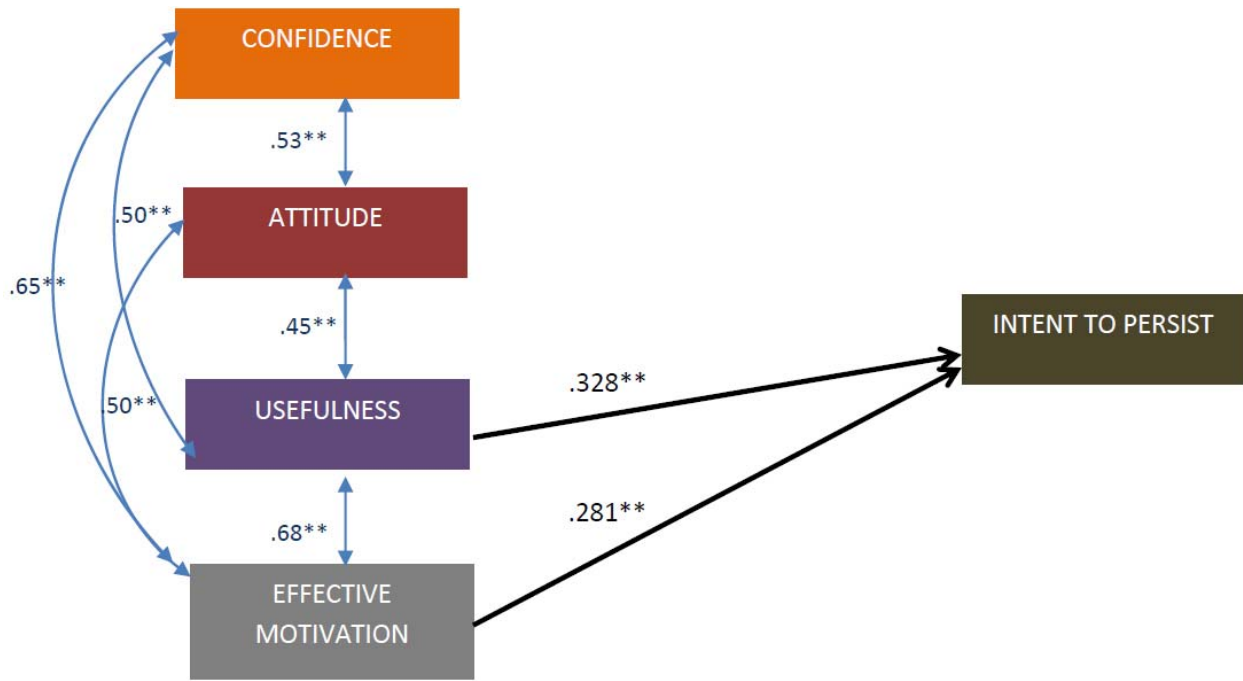 CONFIDENCE
.53**
ATTITUDE
.50**
.65**
.45**
INTENT TO PERSIST
.328**
USEFULNESS
.50**
.281**
.68**
EFFECTIVE
MOTIVATION